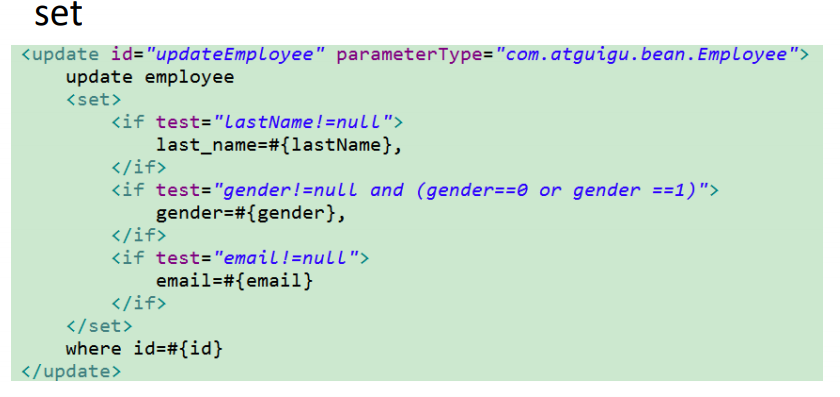 set
<update id="updateEmployee" parameterType="com.atguigu.bean.Employee">
    update employee
    <set>
        <if test="lastName!=null">
            last_name=#{lastName},
        </if>
        <if test="gender!=null and (gender==0 or gender ==1)">
            gender=#{gender},
        </if>
        <if test="email!=null">
            email=#{email}
        </if>
    </set>
    where id=#{id}
</update>